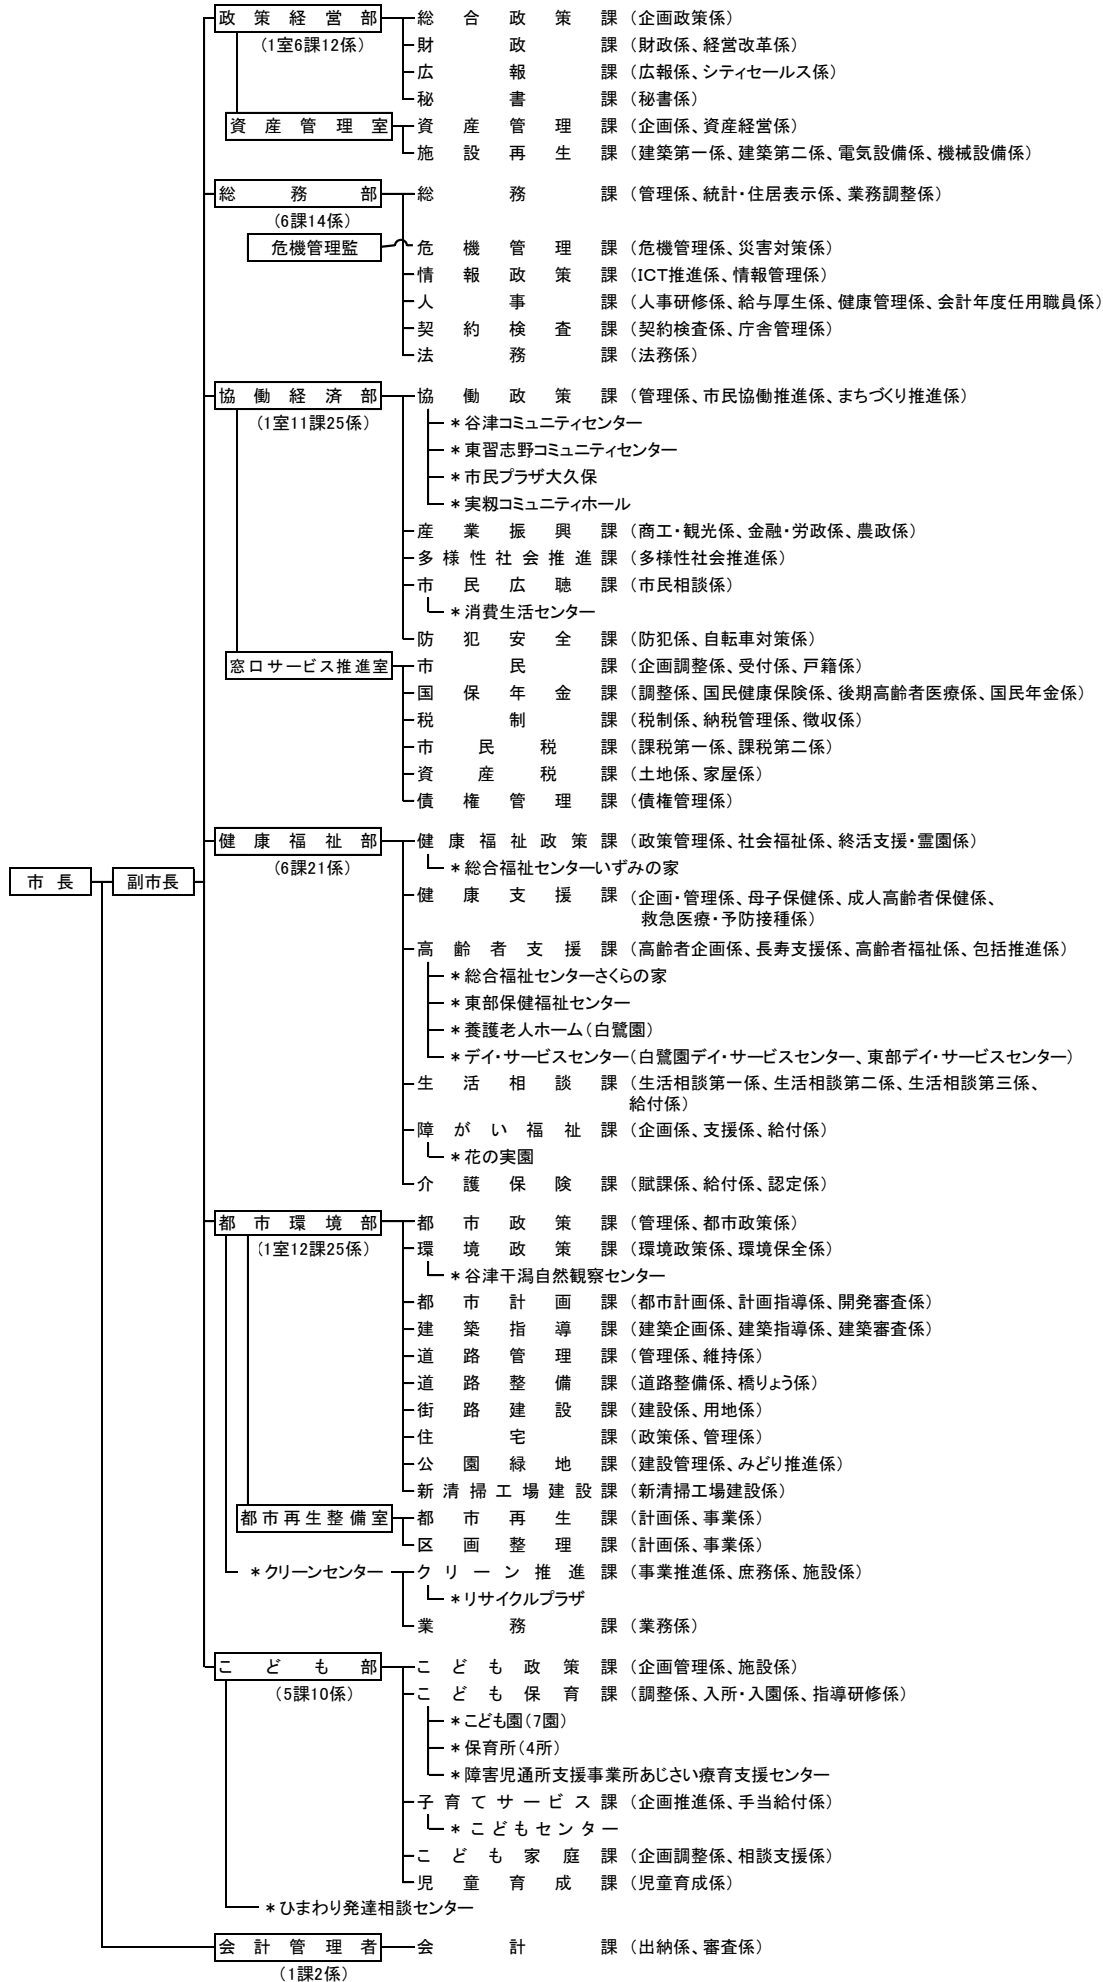 政策経営部 総合政策課（企画政策係）
（1室6課12係） 財政課（財政係、経営改革係）
広報課（広報係、シティセールス係）
秘書課（秘書係）
資産管理室 資産管理課（企画係、資産経営係）
施設再生課（建築第一係、建築第二係、電気設備係、機械設備係）
総務部 総務課（管理係、統計・住居表示係、業務調整係）
（6課14係）
危機管理監 危機管理課（危機管理係、災害対策係）
情報政策課（ICT推進係、情報管理係）
人事課（人事研修係、給与厚生係、健康管理係、会計年度任用職員係）
契約検査課（契約検査係、庁舎管理係）
法務課（法務係）
協働経済部 協働政策課（管理係、市民協働推進係、まちづくり推進係）
（1室11課25係） ＊谷津コミュニティセンター
＊東習志野コミュニティセンター
＊市民プラザ大久保
＊実籾コミュニティホール
産業振興課（商工・観光係、金融・労政係、農政係）
多様性社会推進課（多様性社会推進係）
市民広聴課（市民相談係）
＊消費生活センター
防犯安全課（防犯係、自転車対策係）
窓口サービス推進室 市民課（企画調整係、受付係、戸籍係）
国保年金課（調整係、国民健康保険係、後期高齢者医療係、国民年金係）
税制課（税制係、納税管理係、徴収係）
市民税課（課税第一係、課税第二係）
資産税課（土地係、家屋係）
債権管理課（債権管理係）
健康福祉部 健康福祉政策課（政策管理係、社会福祉係、終活支援・霊園係）
（6課21係） ＊総合福祉センターいずみの家
市長 副市長
健康支援課（企画・管理係、母子保健係、成人高齢者保健係、
救急医療・予防接種係）
高齢者支援課（高齢者企画係、長寿支援係、高齢者福祉係、包括推進係）
＊総合福祉センターさくらの家
＊東部保健福祉センター
＊養護老人ホーム（白鷺園）
＊デイ・サービスセンター（白鷺園デイ・サービスセンター、東部デイ・サービスセンター）
生活相談課（生活相談第一係、生活相談第二係、生活相談第三係、
給付係）
障がい福祉課（企画係、支援係、給付係）
＊花の実園
介護保険課（賦課係、給付係、認定係）
都市環境部 都市政策課（管理係、都市政策係）
（1室12課25係） 環境政策課（環境政策係、環境保全係）
＊谷津干潟自然観察センター
都市計画課（都市計画係、計画指導係、開発審査係）
建築指導課（建築企画係、建築指導係、建築審査係）
道路管理課（管理係、維持係）
道路整備課（道路整備係、橋りょう係）
街路建設課（建設係、用地係）
住宅課（政策係、管理係）
公園緑地課（建設管理係、みどり推進係）
新清掃工場建設課（新清掃工場建設係）
都市再生整備室 都市再生課（計画係、事業係）
区画整理課（計画係、事業係）
＊クリーンセンター クリーン推進課（事業推進係、庶務係、施設係）
＊リサイクルプラザ
業務課（業務係）
こども部 こども政策課（企画管理係、施設係）
（5課10係） こども保育課（調整係、入所・入園係、指導研修係）
＊こども園（7園）
＊保育所（4所）
＊障害児通所支援事業所あじさい療育支援センター
子育てサービス課（企画推進係、手当給付係）
＊こどもセンター
こども家庭課（企画調整係、相談支援係）
児童育成課（児童育成係）
＊ひまわり発達相談センター
会計管理者 会計課（出納係、審査係）
（1課2係）